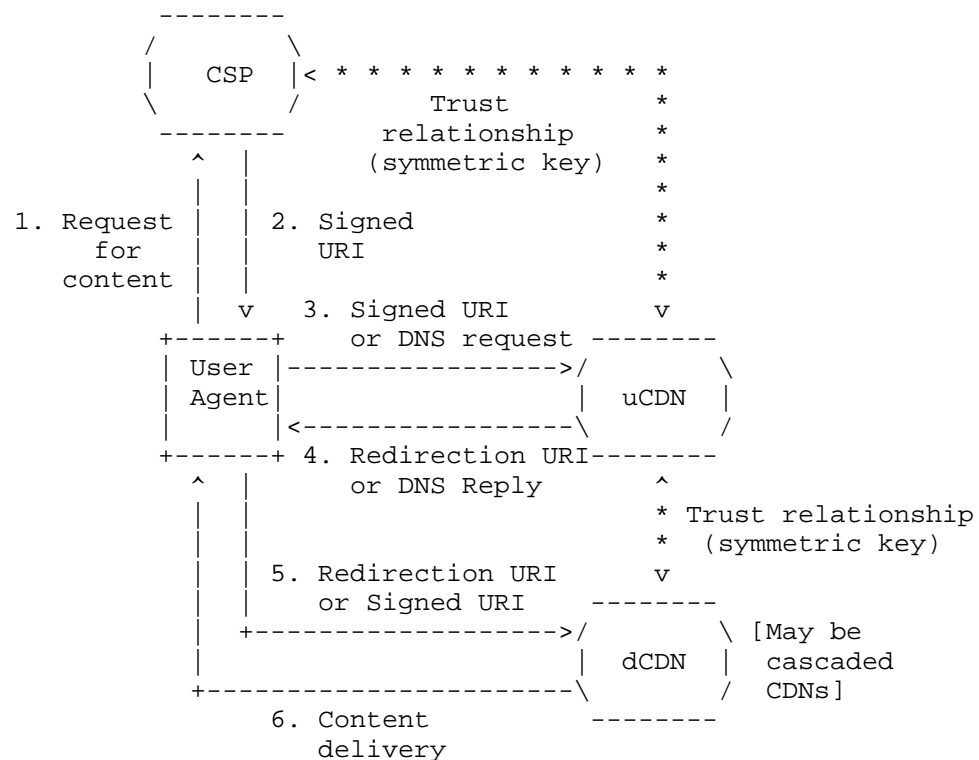 CSP
Trust
relationship
(symmetric key)
1. Request
for
content
2. Signed
URI
3. Signed URI
or DNS request
User
Agent
uCDN
4. Redirection URI
or DNS Reply
Trust relationship
(symmetric key)
5. Redirection URI
or Signed URI
dCDN
[May be
cascaded
CDNs]
6. Content
delivery